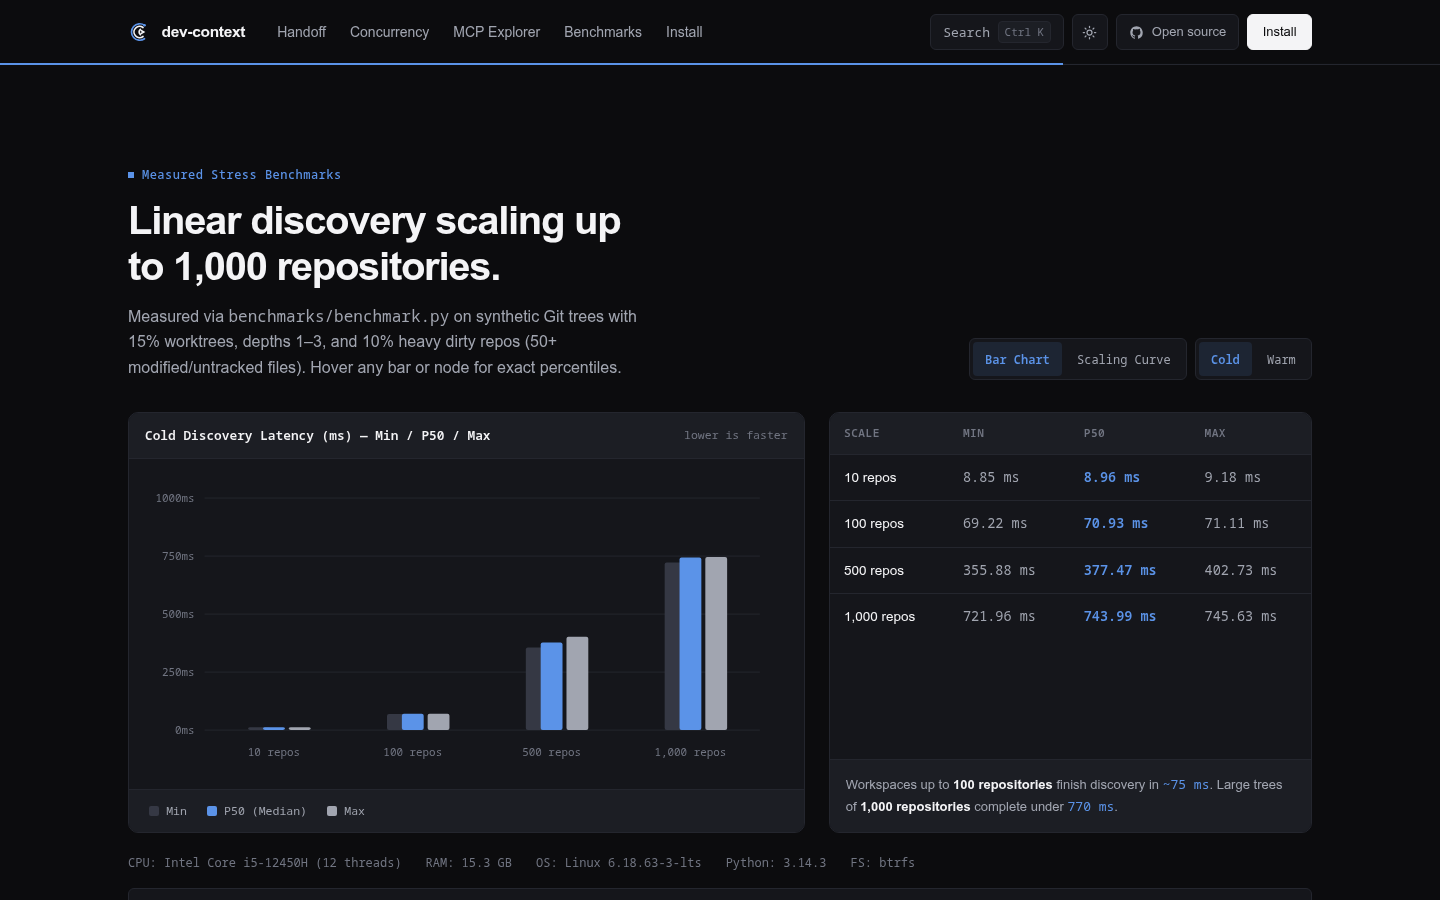 dev-context Handoff Concurrency MCP Explorer Benchmarks Install Search Ctrl K Open source Install
Measured Stress Benchmarks
Linear discovery scaling up
to 1,000 repositories.
Measured via benchmarks/benchmark.py on synthetic Git trees with
15% worktrees, depths 1–3, and 10% heavy dirty repos (50+
modified/untracked files). Hover any bar or node for exact percentiles.
Bar Chart Scaling Curve Cold Warm
Cold Discovery Latency (ms) — Min / P50 / Max lower is faster
1000ms
750ms
500ms
250ms
0ms
10 repos 100 repos 500 repos 1,000 repos
Min P50 (Median) Max
SCALE MIN P50 MAX
10 repos 8.85 ms 8.96 ms 9.18 ms
100 repos 69.22 ms 70.93 ms 71.11 ms
500 repos 355.88 ms 377.47 ms 402.73 ms
1,000 repos 721.96 ms 743.99 ms 745.63 ms
Workspaces up to 100 repositories finish discovery in ~75 ms. Large trees
of 1,000 repositories complete under 770 ms.
CPU: Intel Core i5-12450H (12 threads) RAM: 15.3 GB OS: Linux 6.18.63-3-lts Python: 3.14.3 FS: btrfs